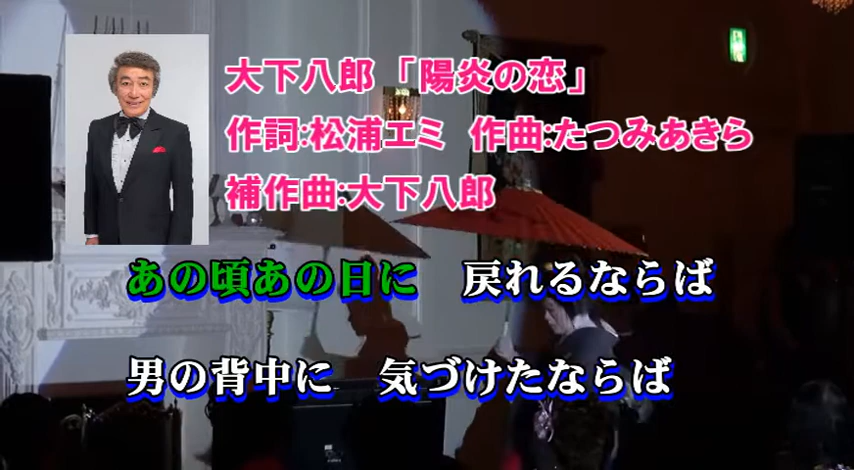 大下八郎 「陽炎の恋」
作詞:松浦エミ 作曲:たつみあきら
補作曲:大下八郎
あの頃あの日に 戻れるならば
男の背中に 気づけたならば